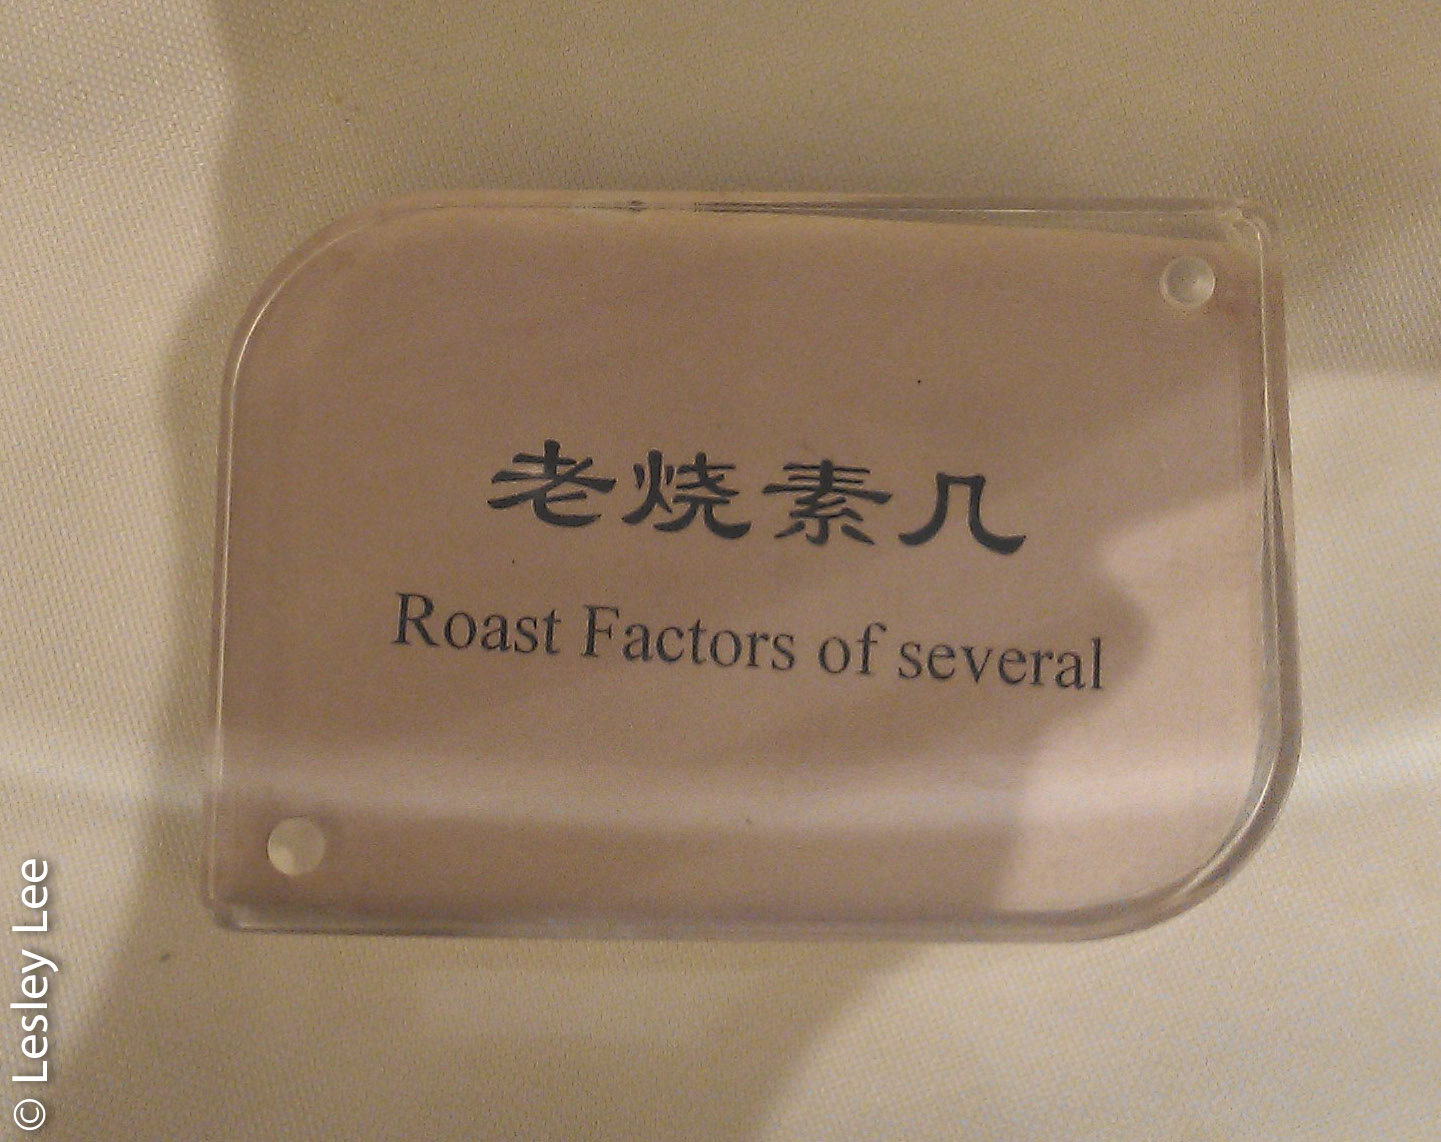 老烧素几
Roast Factors of several
© Lesley Lee